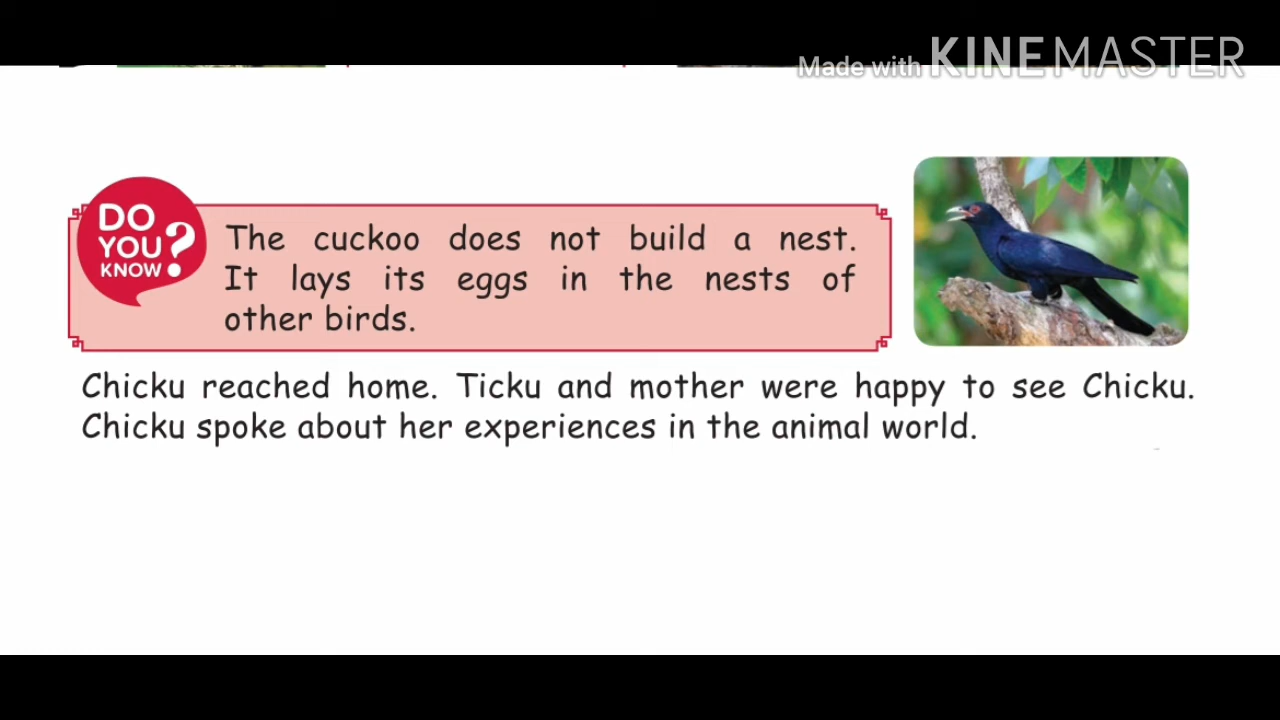 Made with KINEMASTER
DO
YOU
KNOW?
The cuckoo does not build a nest.
It lays its eggs in the nests of
other birds.
Chicku reached home. Ticku and mother were happy to see Chicku.
Chicku spoke about her experiences in the animal world.